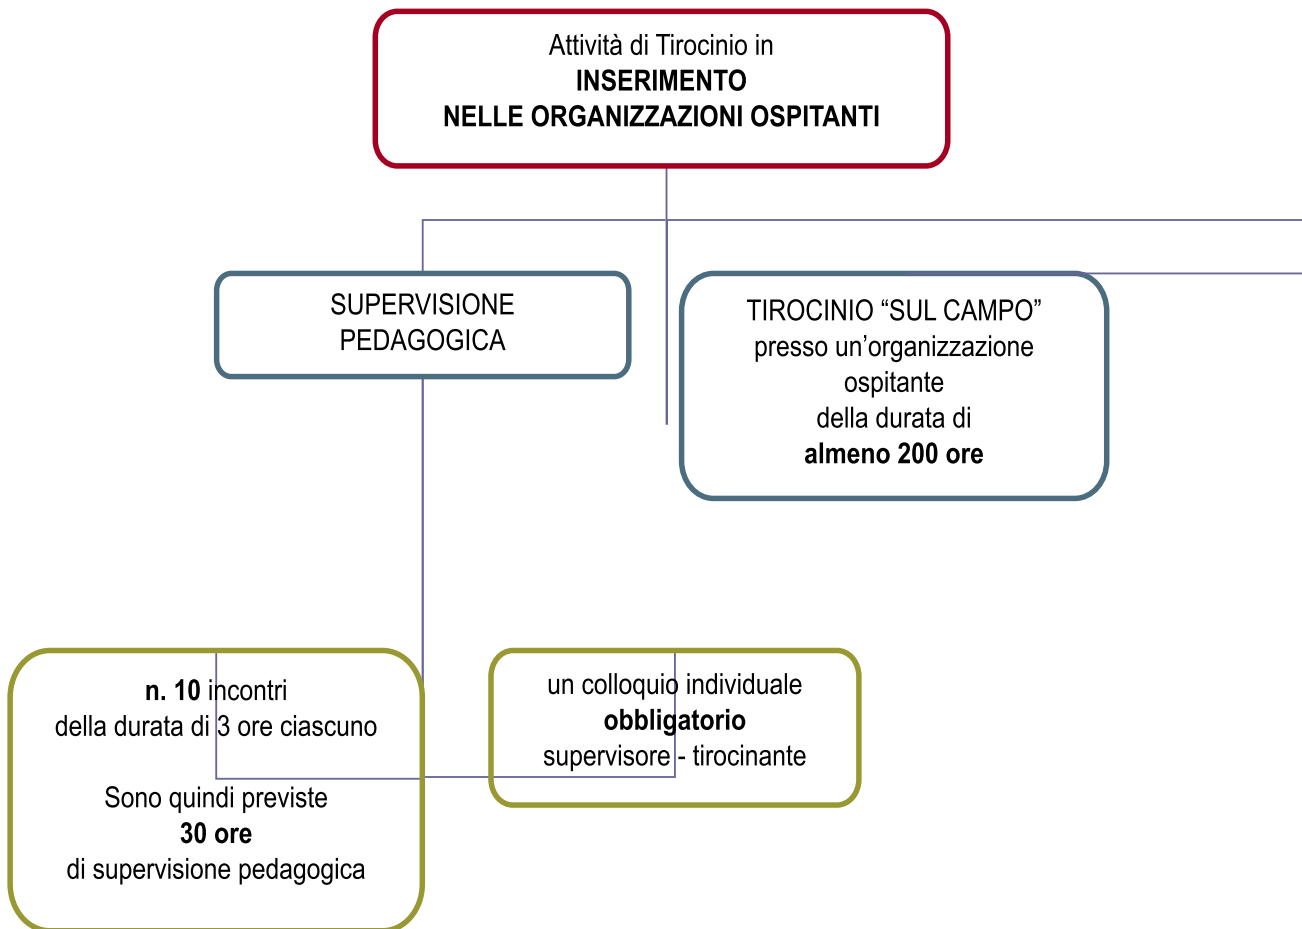 Attività di Tirocinio in
INSERIMENTO
NELLE ORGANIZZAZIONI OSPITANTI
SUPERVISIONE
PEDAGOGICA
TIROCINIO “SUL CAMPO”
presso un’organizzazione
ospitante
della durata di
almeno 200 ore
n. 10 incontri
della durata di 3 ore ciascuno
Sono quindi previste
30 ore
di supervisione pedagogica
un colloquio individuale
obbligatorio
supervisore - tirocinante